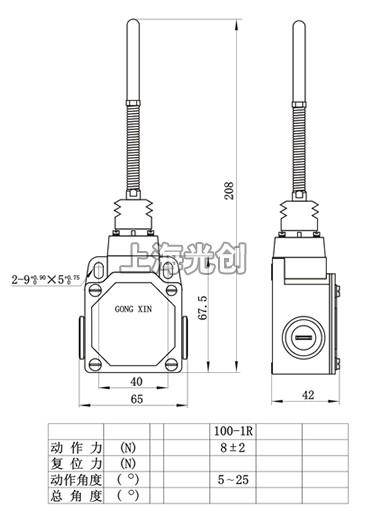 208
2-9+0.90 0×5+0.75 0
上海光创
67.5
GONG XIN
40
65
42
100-1R
动作力 (N) 8±2
复位力 (N)
动作角度 (°) 5~25
总角度 (°)